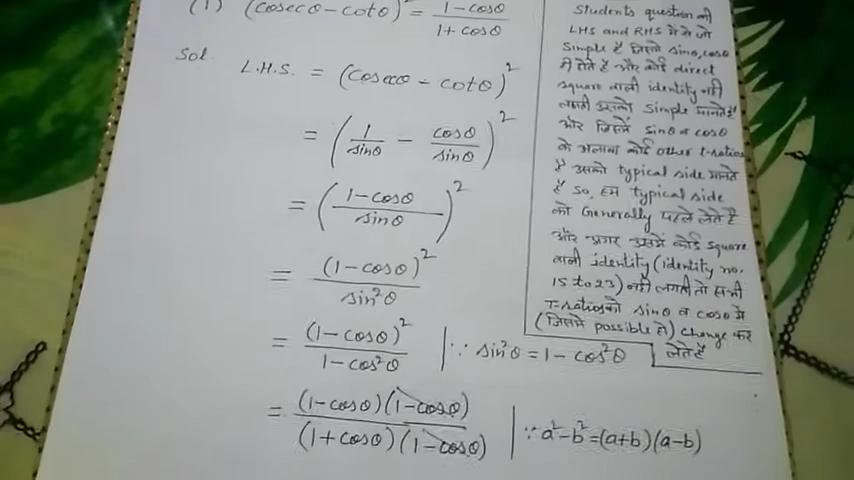 (1) (cosecθ-cotθ)² = 1-cosθ / 1+cosθ
Sol. L.H.S. = (cosecθ - cotθ)²
= (1/sinθ - cosθ/sinθ)²
= (1-cosθ / sinθ)²
= (1-cosθ)² / sin²θ
= (1-cosθ)² / 1-cos²θ | ∵ sin²θ = 1-cos²θ
= (1-cosθ)(1-cosθ) / (1+cosθ)(1-cosθ) | ∵ a²-b²=(a+b)(a-b)
Students question की
LHS and RHS में से जो
simple है जिसमें sinθ, cosθ
में होते है और कोई direct
square वाली identity नही
लगती उसको simple मानते है
और जिसमें sinθ व cosθ
के अलावा कोई other t-ratios
है उसको typical side मानते
है so, हम typical side
को Generally पहले लेते है
और अगर उसमें कोई square
वाली identity (identity no.
15 to 23) नही लगती तो सभी
T-ratios को sinθ व cosθ में
(जिसमे possible हो) change कर
लेते है